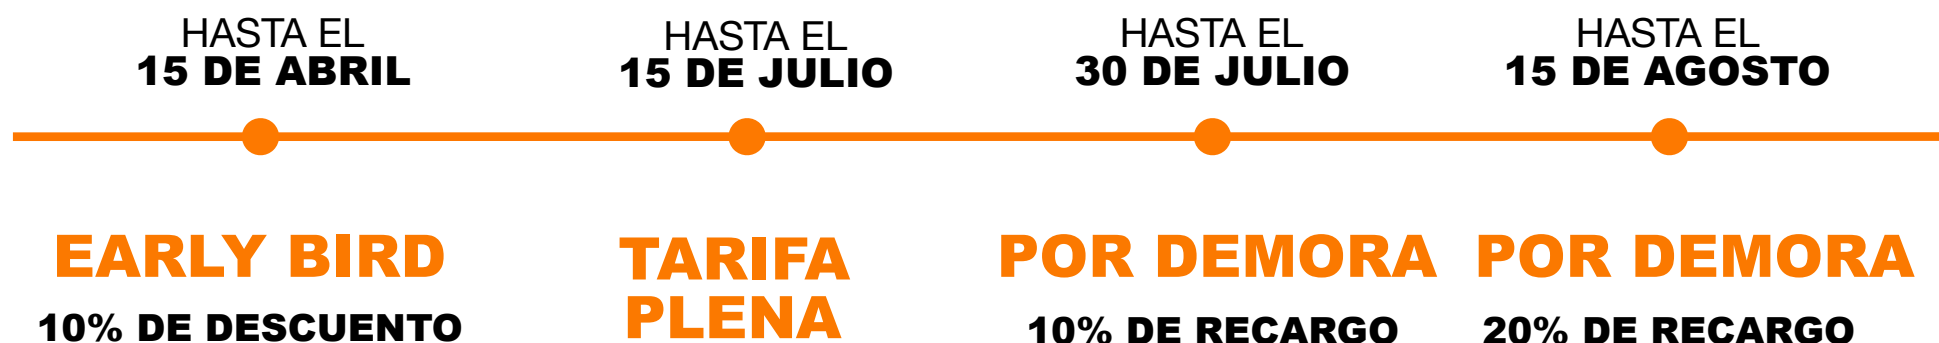 HASTA EL
15 DE ABRIL
HASTA EL
15 DE JULIO
HASTA EL
30 DE JULIO
HASTA EL
15 DE AGOSTO
EARLY BIRD
10% DE DESCUENTO
TARIFA
PLENA
POR DEMORA
10% DE RECARGO
POR DEMORA
20% DE RECARGO